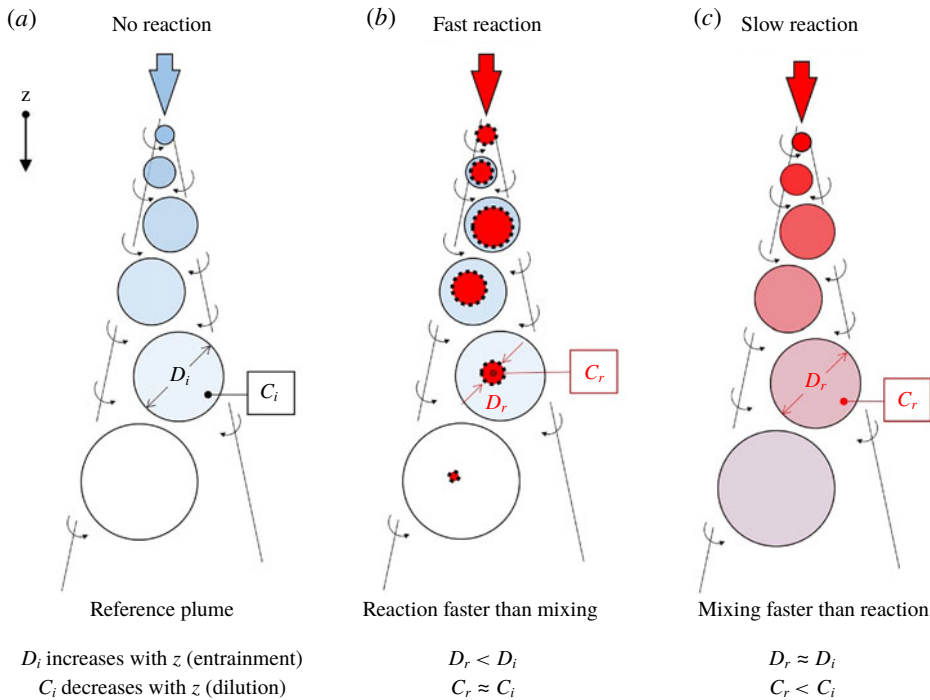 (a) No reaction
z
D_i
C_i
Reference plume
D_i increases with z (entrainment)
C_i decreases with z (dilution)
(b) Fast reaction
C_r
D_r
Reaction faster than mixing
D_r < D_i
C_r ≈ C_i
(c) Slow reaction
D_r
C_r
Mixing faster than reaction
D_r ≈ D_i
C_r < C_i